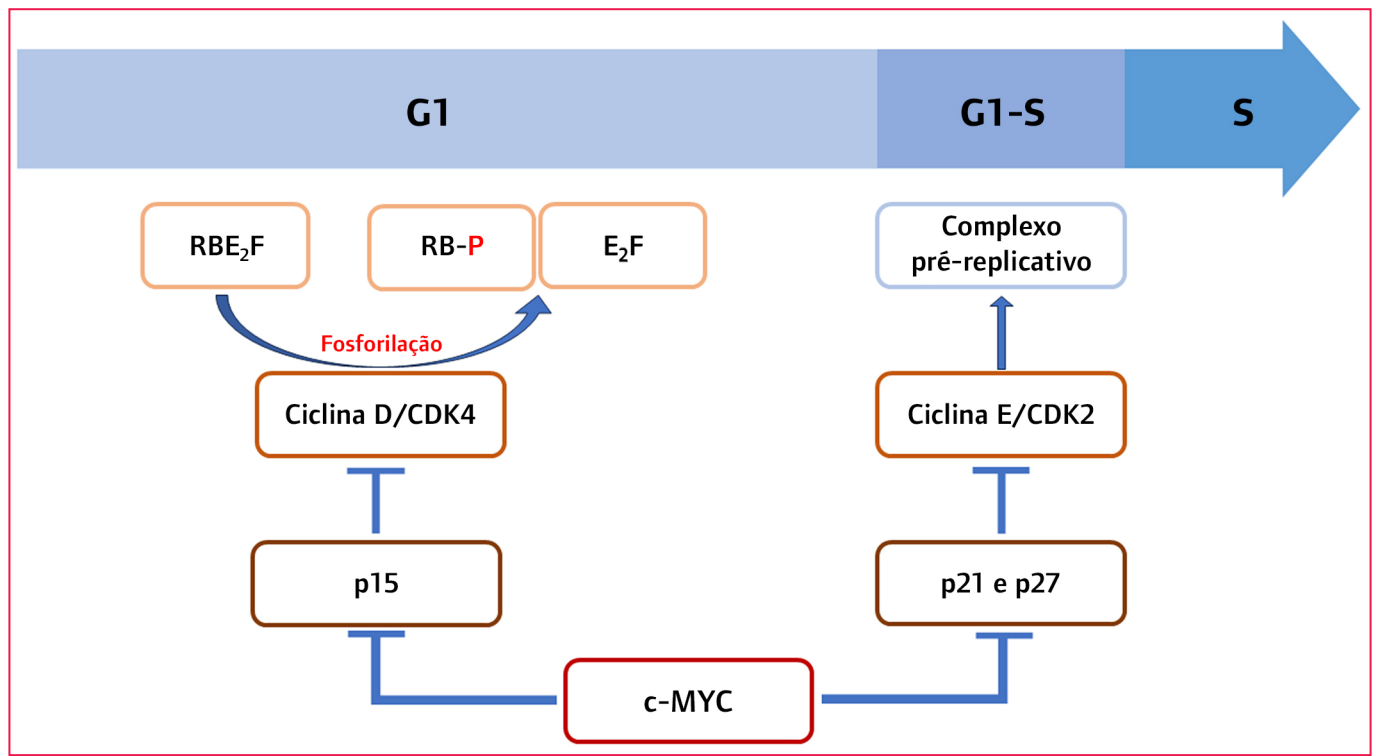 G1
G1-S
S
RBE₂F
RB-P
E₂F
Complexo
pré-replicativo
Fosforilação
Ciclina D/CDK4
Ciclina E/CDK2
p15
p21 e p27
c-MYC